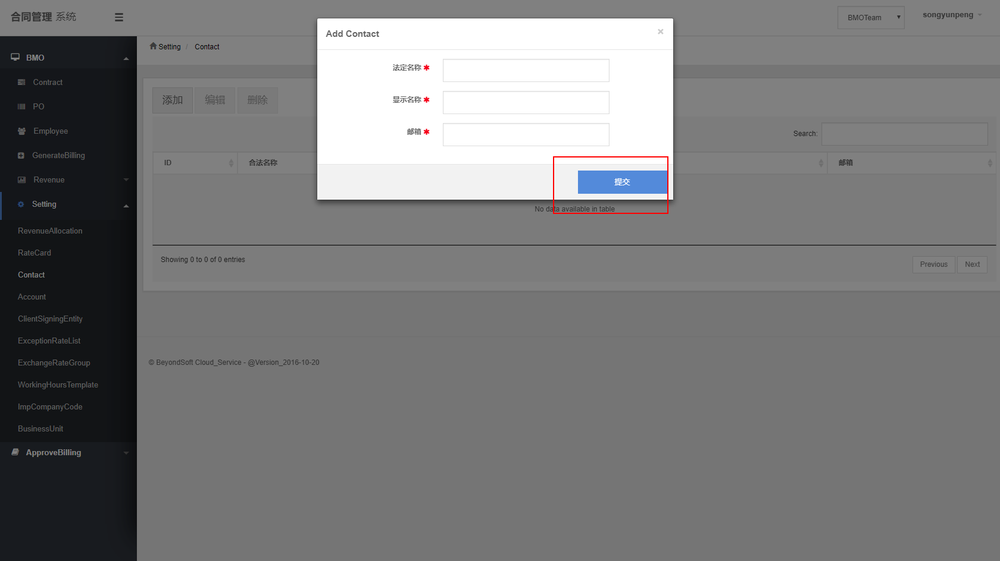 合同管理 系统
BMOTeam
songyunpeng
BMO
Contract
PO
Employee
GenerateBilling
Revenue
Setting
RevenueAllocation
RateCard
Contact
Account
ClientSigningEntity
ExceptionRateList
ExchangeRateGroup
WorkingHoursTemplate
ImpCompanyCode
BusinessUnit
ApproveBilling
Setting / Contact
添加 编辑 删除
Search:
ID 合法名称 邮箱
No data available in table
Showing 0 to 0 of 0 entries
Previous Next
© BeyondSoft Cloud_Service - @Version_2016-10-20
Add Contact ×
法定名称 ✱
显示名称 ✱
邮箱 ✱
提交